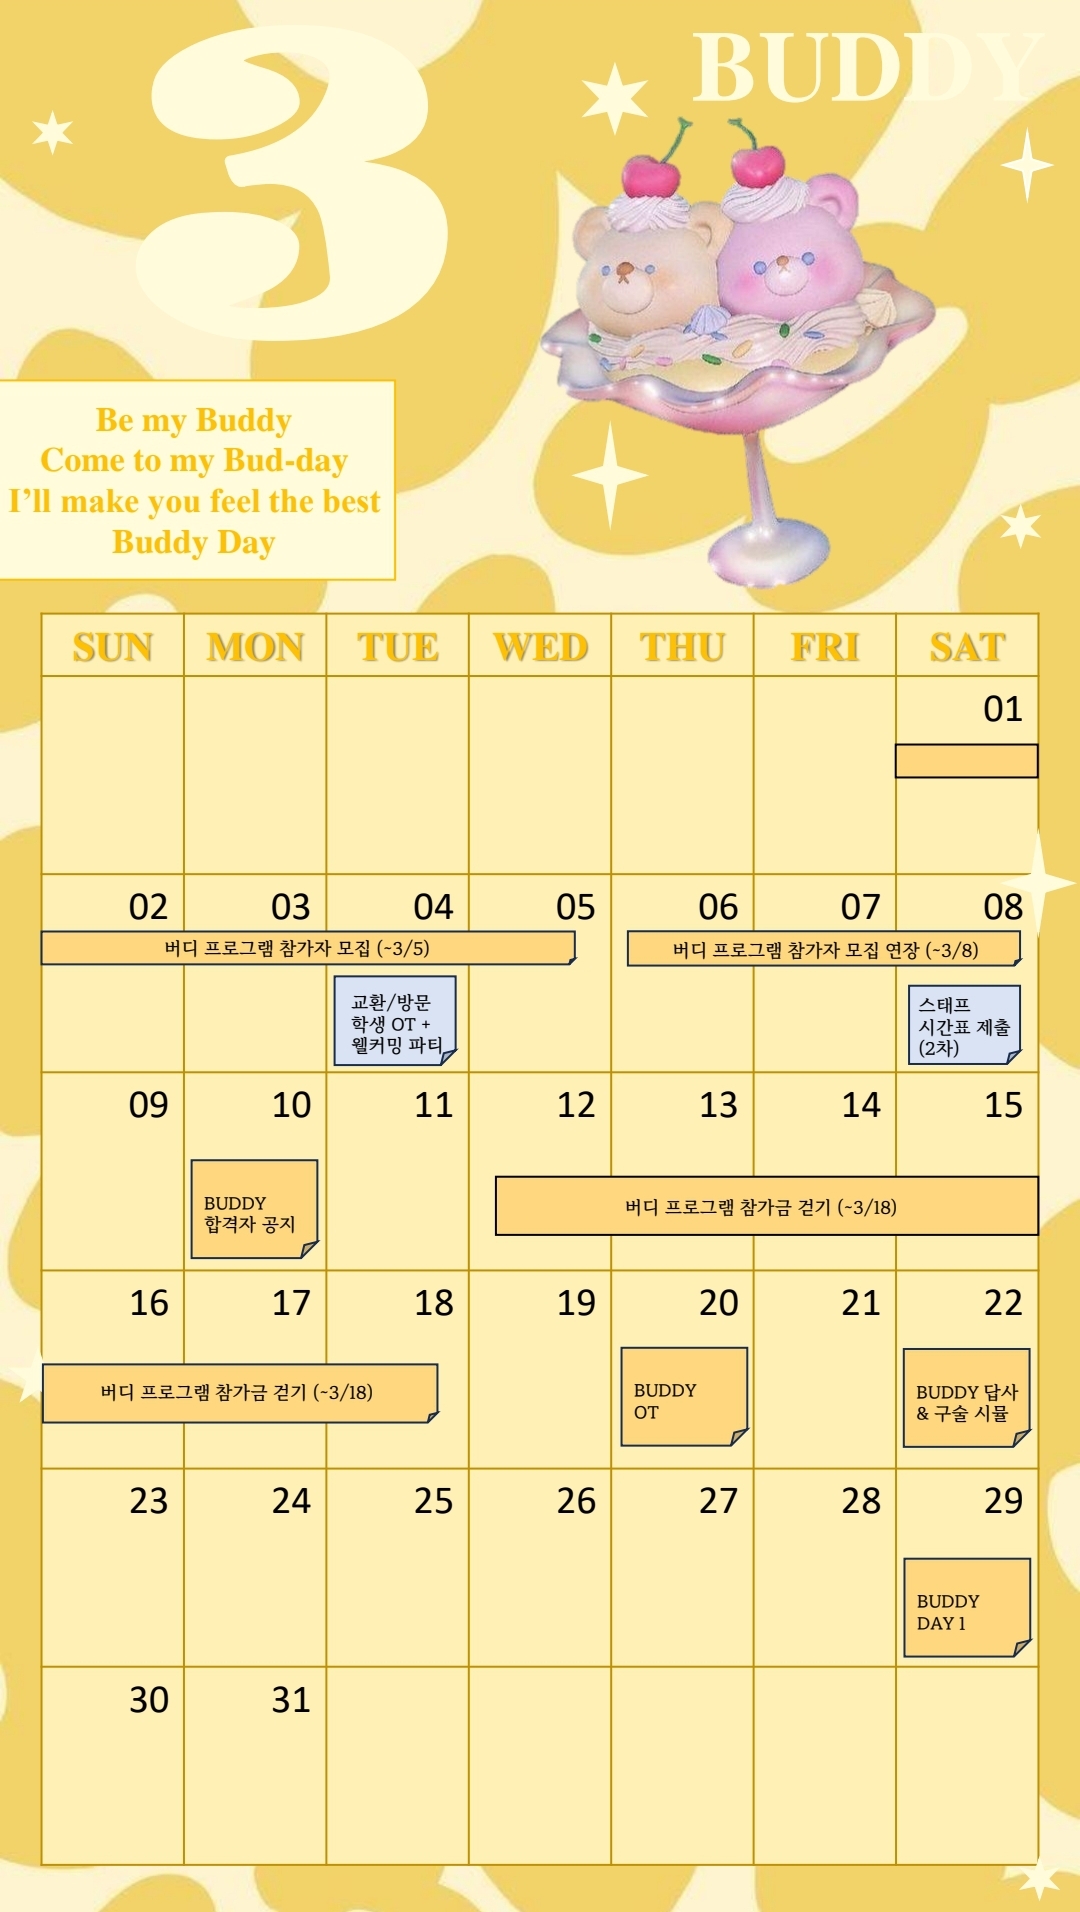 3
BUDDY
Be my Buddy
Come to my Bud-day
I’ll make you feel the best
Buddy Day
SUN MON TUE WED THU FRI SAT
01
02 03 04 05 06 07 08
버디 프로그램 참가자 모집 (~3/5)
버디 프로그램 참가자 모집 연장 (~3/8)
교환/방문
학생 OT +
웰커밍 파티
스태프
시간표 제출
(2차)
09 10 11 12 13 14 15
BUDDY
합격자 공지
버디 프로그램 참가금 걷기 (~3/18)
16 17 18 19 20 21 22
버디 프로그램 참가금 걷기 (~3/18)
BUDDY
OT
BUDDY 답사
& 구술 시뮬
23 24 25 26 27 28 29
BUDDY
DAY 1
30 31